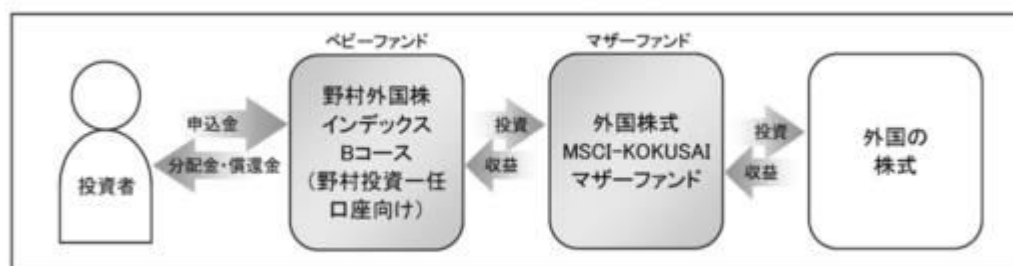 ベビーファンド
マザーファンド
投資者
申込金
分配金・償還金
野村外国株
インデックス
Bコース
(野村投資一任
口座向け)
投資
収益
外国株式
MSCI-KOKUSAI
マザーファンド
投資
収益
外国の
株式